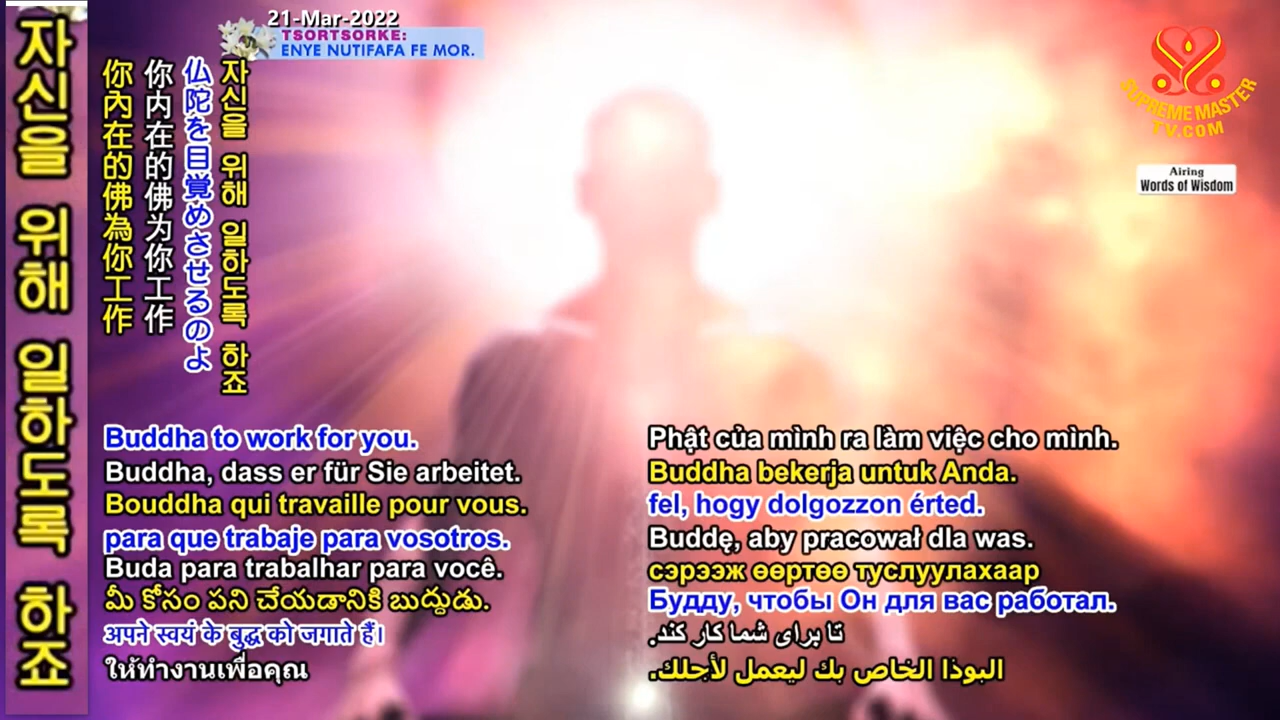 21-Mar-2022
TSORTSORKE:
ENYE NUTIFAFA FE MOR.
SUPREME MASTER
TV.COM
Airing
Words of Wisdom
자신을 위해 일하도록 하죠
자신을 위해 일하도록 하죠
仏陀を目覚めさせるのよ
你内在的佛为你工作
你內在的佛為你工作
Buddha to work for you.
Buddha, dass er für Sie arbeitet.
Bouddha qui travaille pour vous.
para que trabaje para vosotros.
Buda para trabalhar para você.
మీ కోసం పని చేయడానికి బుద్ధుడు.
अपने स्वयं के बुद्ध को जगाते हैं।
ให้ทำงานเพื่อคุณ
Phật của mình ra làm việc cho mình.
Buddha bekerja untuk Anda.
fel, hogy dolgozzon érted.
Buddę, aby pracował dla was.
сэрээж өөртөө туслуулахаар
Будду, чтобы Он для вас работал.
تا برای شما کار کند.
البوذا الخاص بك ليعمل لأجلك.